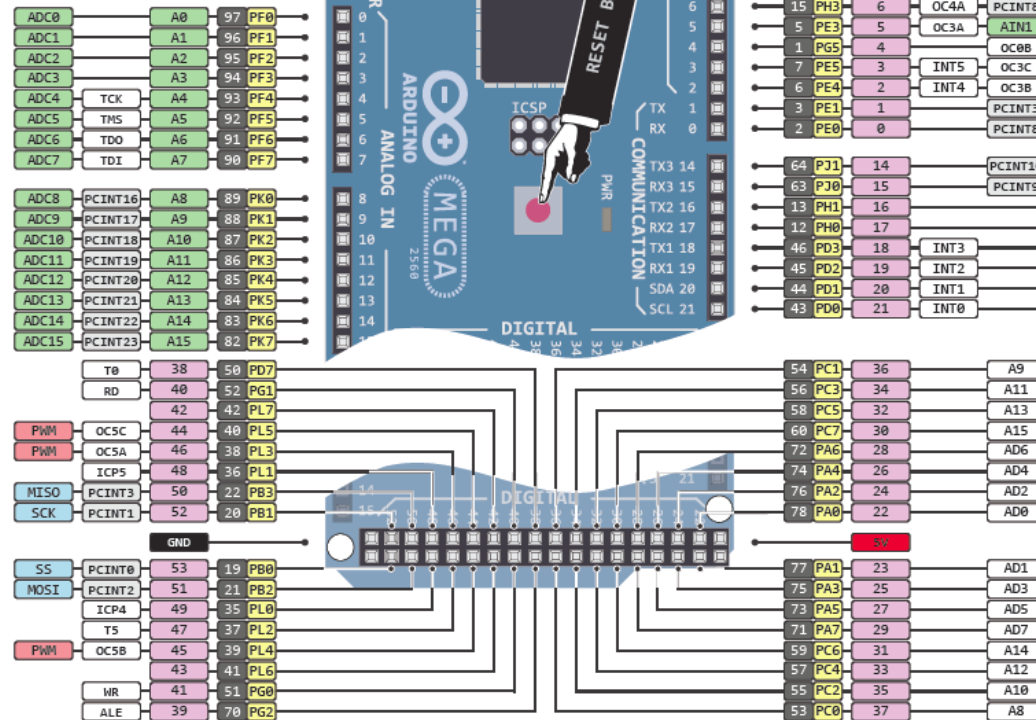 ADC0 A0 97 PF0
ADC1 A1 96 PF1
ADC2 A2 95 PF2
ADC3 A3 94 PF3
ADC4 TCK A4 93 PF4
ADC5 TMS A5 92 PF5
ADC6 TDO A6 91 PF6
ADC7 TDI A7 90 PF7
ADC8 PCINT16 A8 89 PK0
ADC9 PCINT17 A9 88 PK1
ADC10 PCINT18 A10 87 PK2
ADC11 PCINT19 A11 86 PK3
ADC12 PCINT20 A12 85 PK4
ADC13 PCINT21 A13 84 PK5
ADC14 PCINT22 A14 83 PK6
ADC15 PCINT23 A15 82 PK7
T0 38 50 PD7
RD 40 52 PG1
42 42 PL7
PWM OC5C 44 40 PL5
PWM OC5A 46 38 PL3
ICP5 48 36 PL1
MISO PCINT3 50 22 PB3
SCK PCINT1 52 20 PB1
GND
SS PCINT0 53 19 PB0
MOSI PCINT2 51 21 PB2
ICP4 49 35 PL0
T5 47 37 PL2
PWM OC5B 45 39 PL4
43 41 PL6
WR 41 51 PG0
ALE 39 70 PG2
0
1
2
3
4
5
6
7
8
9
10
11
12
13
14
ANALOG IN
ARDUINO
MEGA
2560
ICSP
RESET B
PWR
COMMUNICATION
6
5
4
3
2
TX 1
RX 0
TX3 14
RX3 15
TX2 16
RX2 17
TX1 18
RX1 19
SDA 20
SCL 21
DIGITAL
38 36 34 32 30
14
15
21
DIGITAL
15 PH3 6 OC4A PCINT8
5 PE3 5 OC3A AIN1
1 PG5 4 OC0B
7 PE5 3 INT5 OC3C
6 PE4 2 INT4 OC3B
3 PE1 1 PCINT3
2 PE0 0 PCINT8
64 PJ1 14 PCINT10
63 PJ0 15 PCINT9
13 PH1 16
12 PH0 17
46 PD3 18 INT3
45 PD2 19 INT2
44 PD1 20 INT1
43 PD0 21 INT0
54 PC1 36 A9
56 PC3 34 A11
58 PC5 32 A13
60 PC7 30 A15
72 PA6 28 AD6
74 PA4 26 AD4
76 PA2 24 AD2
78 PA0 22 AD0
5V
77 PA1 23 AD1
75 PA3 25 AD3
73 PA5 27 AD5
71 PA7 29 AD7
59 PC6 31 A14
57 PC4 33 A12
55 PC2 35 A10
53 PC0 37 A8